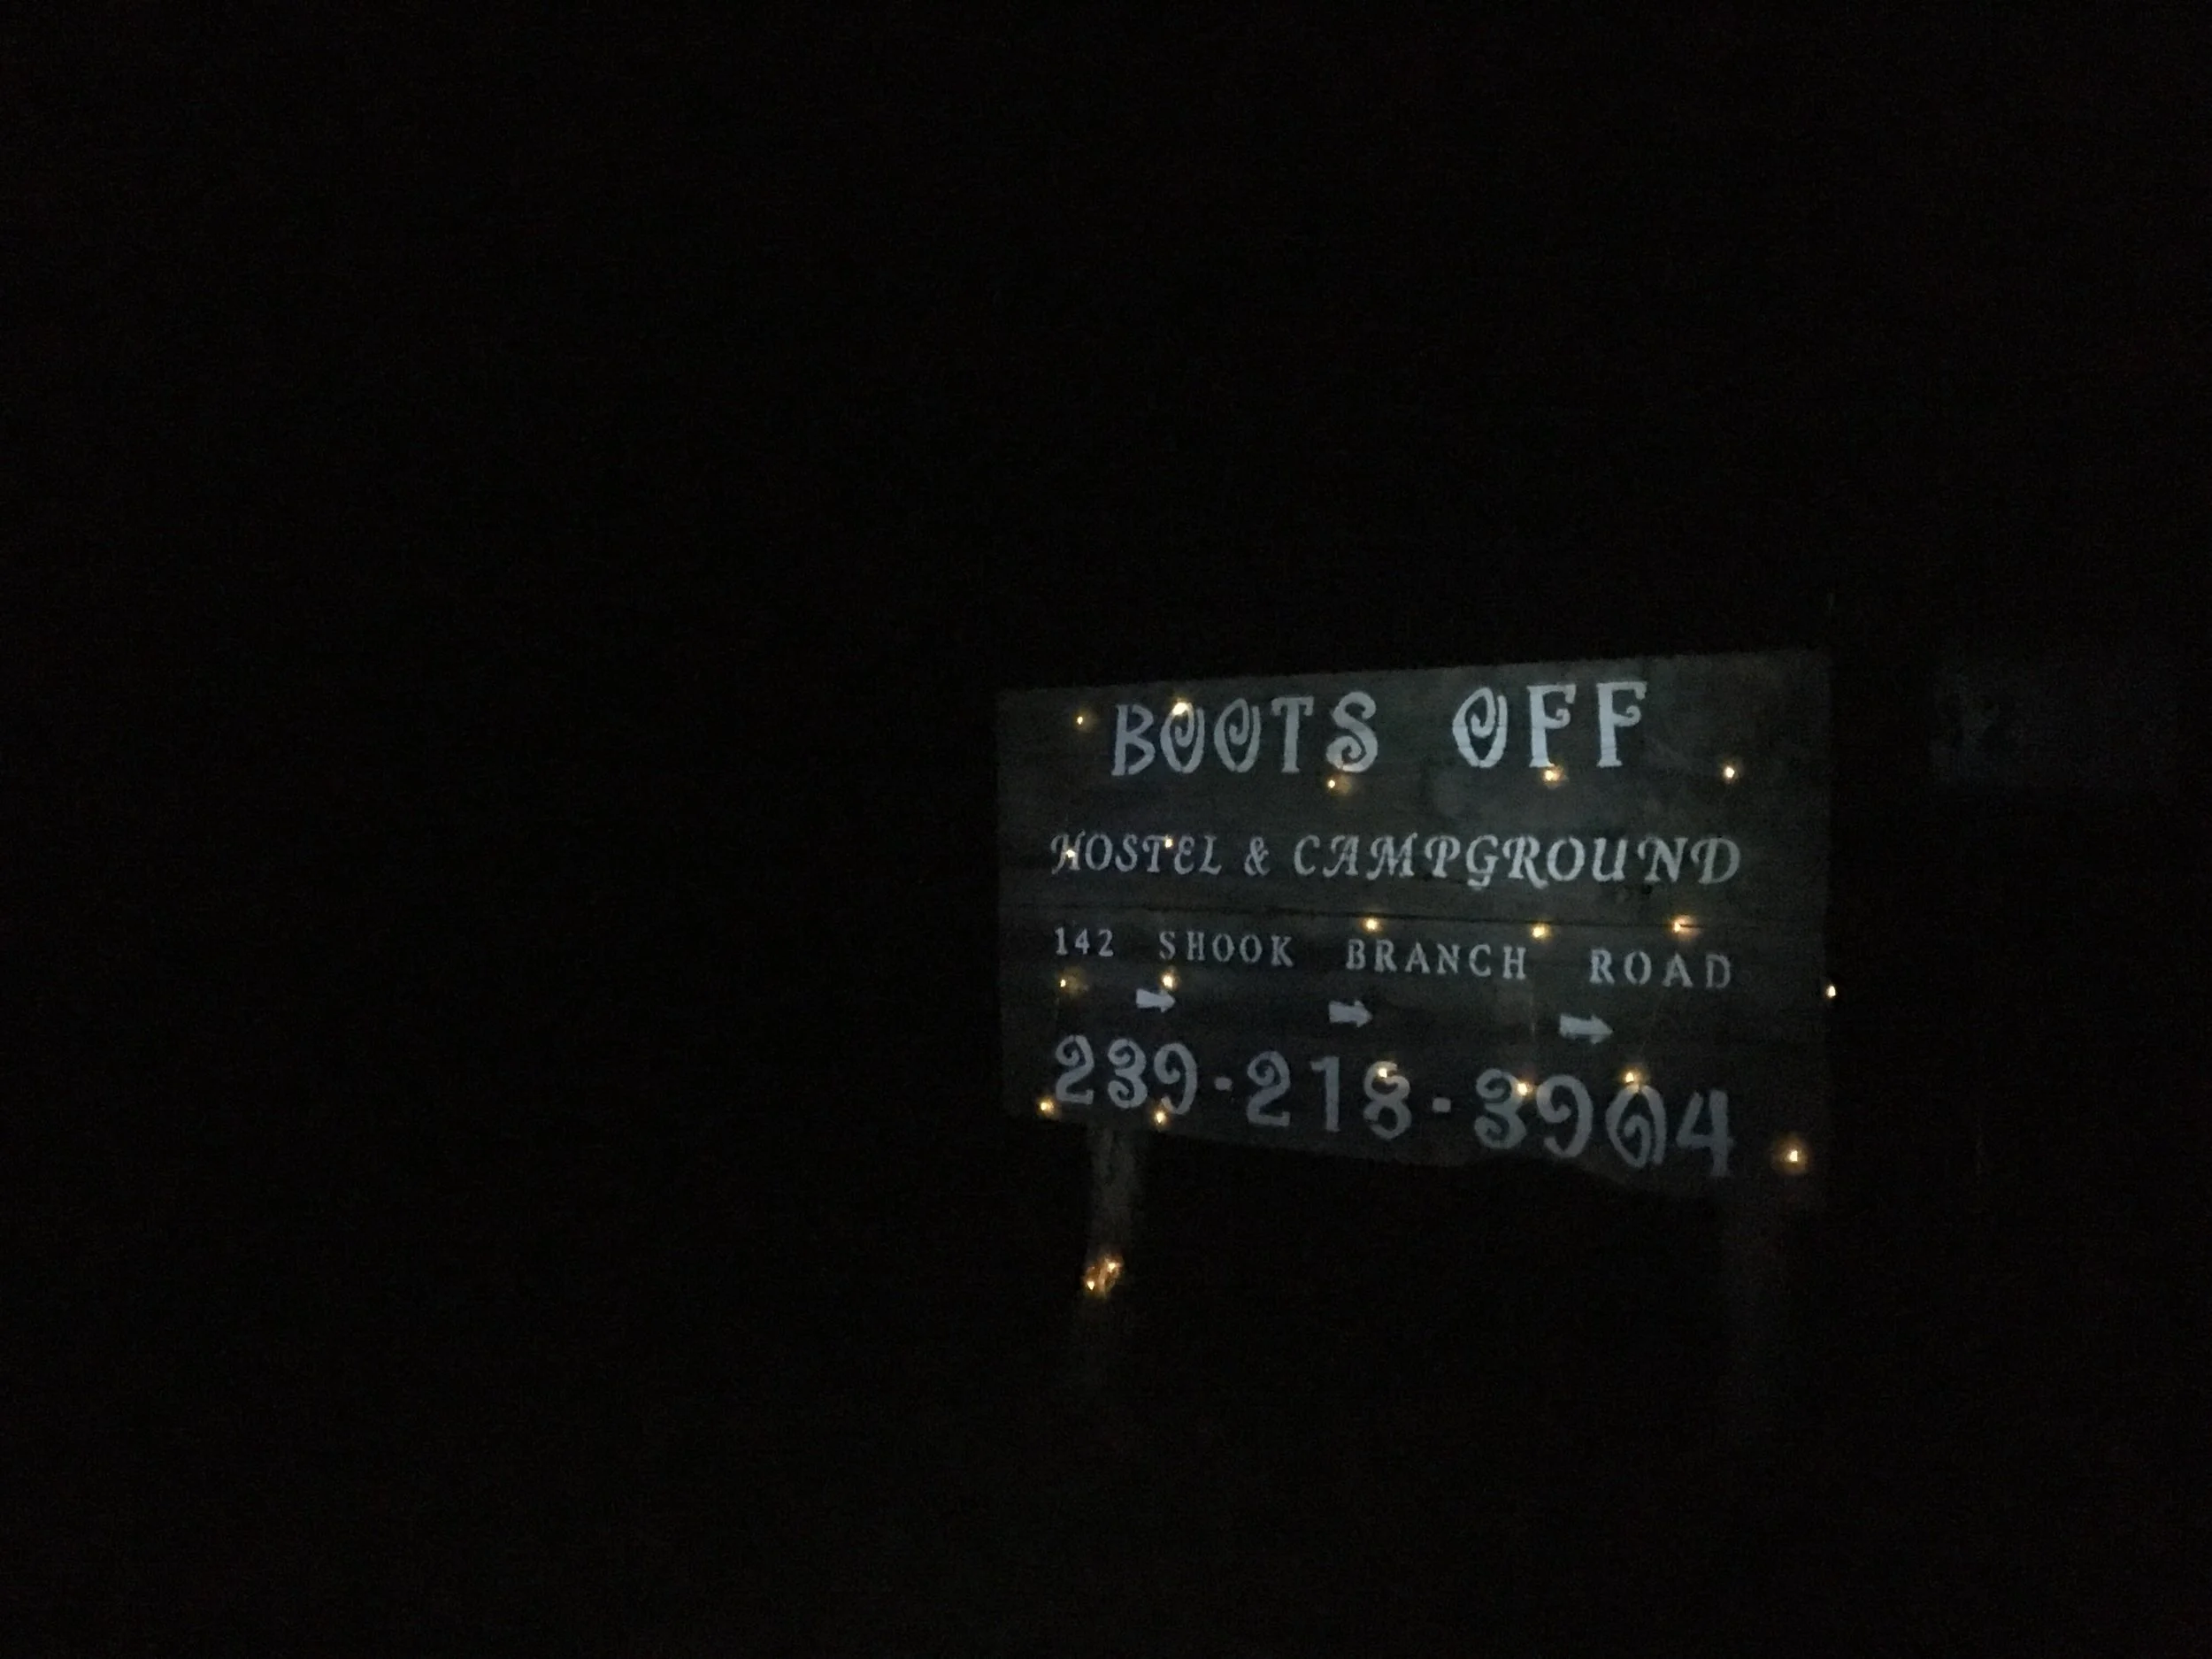 BOOTS OFF
HOSTEL & CAMPGROUND
142 SHOOK BRANCH ROAD
239-218-3904